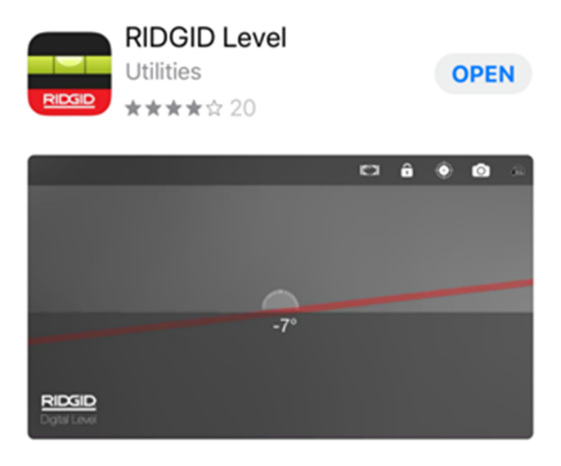 RIDGID Level
Utilities
OPEN
RIDGID
20
-7°
RIDGID
Digital Level